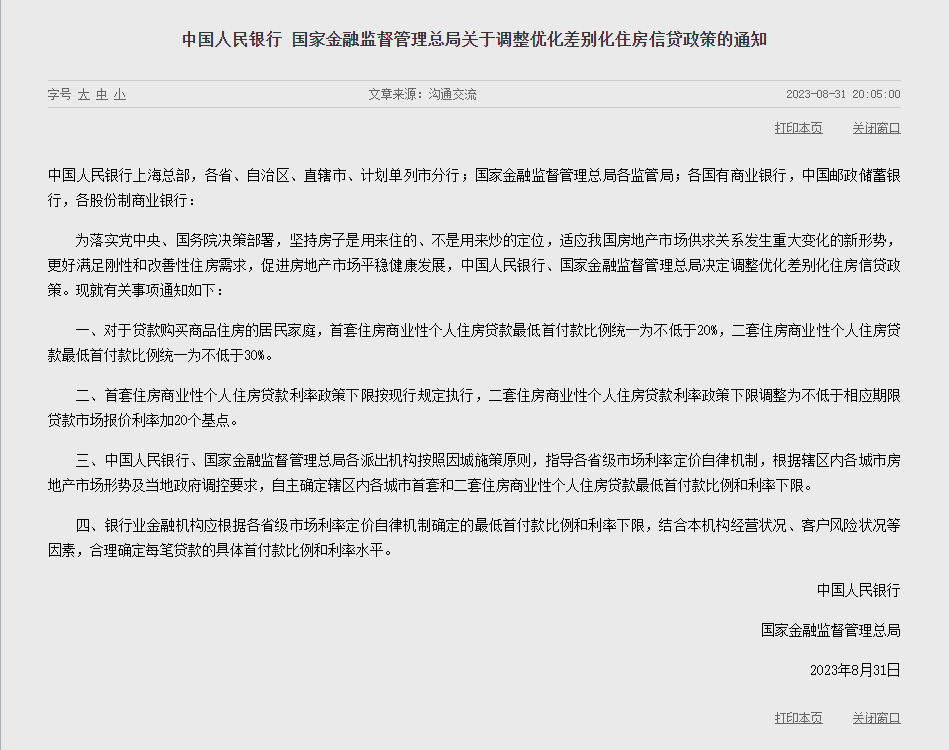 中国人民银行 国家金融监督管理总局关于调整优化差别化住房信贷政策的通知
字号 大 中 小 文章来源：沟通交流 2023-08-31 20:05:00
打印本页 关闭窗口
中国人民银行上海总部，各省、自治区、直辖市、计划单列市分行；国家金融监督管理总局各监管局；各国有商业银行，中国邮政储蓄银
行，各股份制商业银行：
为落实党中央、国务院决策部署，坚持房子是用来住的、不是用来炒的定位，适应我国房地产市场供求关系发生重大变化的新形势，
更好满足刚性和改善性住房需求，促进房地产市场平稳健康发展，中国人民银行、国家金融监督管理总局决定调整优化差别化住房信贷政
策。现就有关事项通知如下：
一、对于贷款购买商品住房的居民家庭，首套住房商业性个人住房贷款最低首付款比例统一为不低于20%，二套住房商业性个人住房贷
款最低首付款比例统一为不低于30%。
二、首套住房商业性个人住房贷款利率政策下限按现行规定执行，二套住房商业性个人住房贷款利率政策下限调整为不低于相应期限
贷款市场报价利率加20个基点。
三、中国人民银行、国家金融监督管理总局各派出机构按照因城施策原则，指导各省级市场利率定价自律机制，根据辖区内各城市房
地产市场形势及当地政府调控要求，自主确定辖区内各城市首套和二套住房商业性个人住房贷款最低首付款比例和利率下限。
四、银行业金融机构应根据各省级市场利率定价自律机制确定的最低首付款比例和利率下限，结合本机构经营状况、客户风险状况等
因素，合理确定每笔贷款的具体首付款比例和利率水平。
中国人民银行
国家金融监督管理总局
2023年8月31日
打印本页 关闭窗口